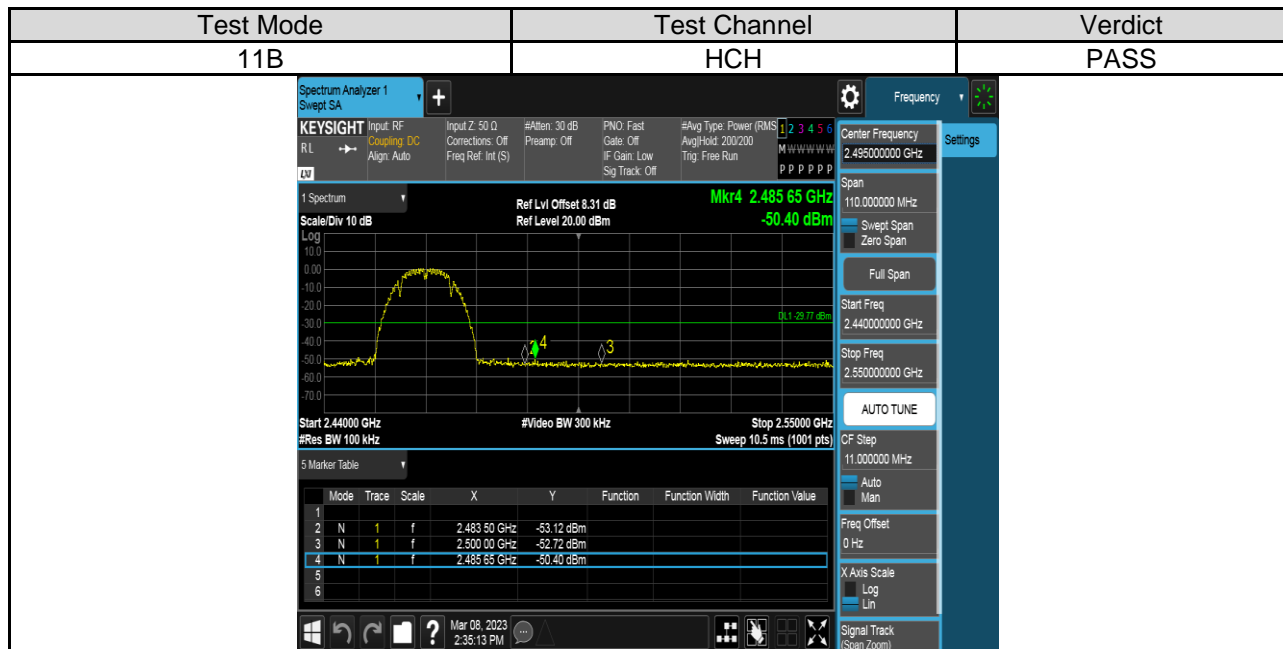 Test Mode Test Channel Verdict
11B HCH PASS
Spectrum Analyzer 1
Swept SA
+
Frequency
KEYSIGHT
RL
LXI
Input: RF
Coupling: DC
Align: Auto
Input Z: 50 Ω
Corrections: Off
Freq Ref: Int (S)
#Atten: 30 dB
Preamp: Off
PNO: Fast
Gate: Off
IF Gain: Low
Sig Track: Off
#Avg Type: Power (RMS
Avg|Hold: 200/200
Trig: Free Run
1 2 3 4 5 6
M W W W W W
P P P P P P
1 Spectrum
Scale/Div 10 dB
Ref Lvl Offset 8.31 dB
Ref Level 20.00 dBm
Mkr4 2.485 65 GHz
-50.40 dBm
Log
10.0
0.00
-10.0
-20.0
-30.0
-40.0
-50.0
-60.0
-70.0
DL1 -29.77 dBm
4
3
Start 2.44000 GHz #Video BW 300 kHz Stop 2.55000 GHz
#Res BW 100 kHz Sweep 10.5 ms (1001 pts)
5 Marker Table
Mode Trace Scale X Y Function Function Width Function Value
1
2 N 1 f 2.483 50 GHz -53.12 dBm
3 N 1 f 2.500 00 GHz -52.72 dBm
4 N 1 f 2.485 65 GHz -50.40 dBm
5
6
Mar 08, 2023
2:35:13 PM
?
Center Frequency
2.495000000 GHz
Settings
Span
110.000000 MHz
Swept Span
Zero Span
Full Span
Start Freq
2.440000000 GHz
Stop Freq
2.550000000 GHz
AUTO TUNE
CF Step
11.000000 MHz
Auto
Man
Freq Offset
0 Hz
X Axis Scale
Log
Lin
Signal Track
(Span Zoom)